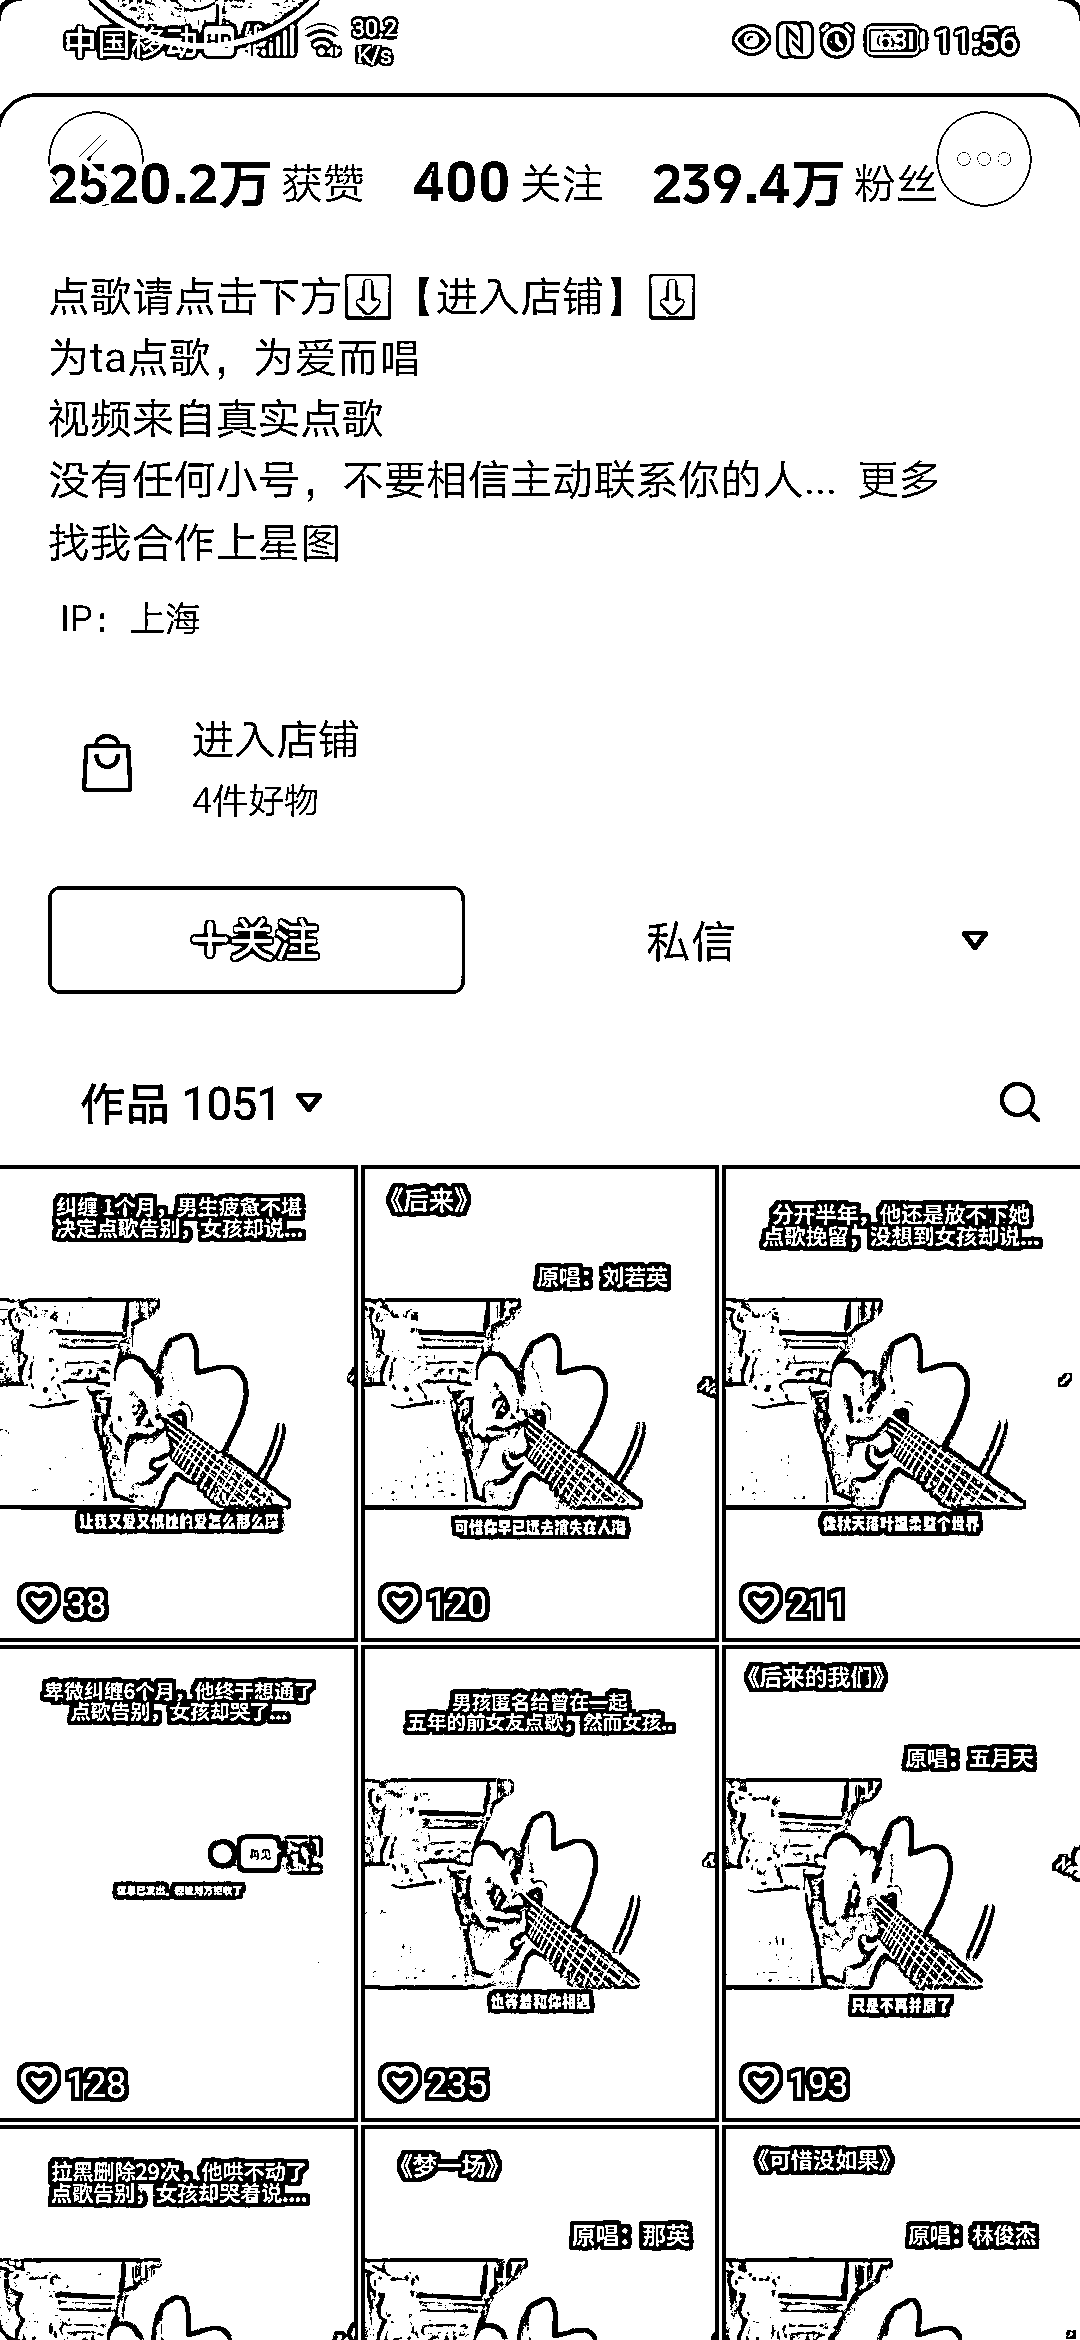 中国移动 HD 30.2 K/s 63 11:56
2520.2万 获赞 400 关注 239.4万 粉丝
点歌请点击下方⬇️【进入店铺】⬇️
为ta点歌，为爱而唱
视频来自真实点歌
没有任何小号，不要相信主动联系你的人... 更多
找我合作上星图
IP：上海
进入店铺
4件好物
+关注 私信
作品 1051
纠缠1个月，男生疲惫不堪
决定点歌告别，女孩却说...
让我又爱又恨她的爱怎么那么深
38
《后来》
原唱：刘若英
可惜你早已远去消失在人海
120
分开半年，他还是放不下她
点歌挽留，没想到女孩却说...
像秋天落叶温柔整个世界
211
卑微纠缠6个月，他终于想通了
点歌告别，女孩却哭了...
再见
128
男孩匿名给曾在一起
五年的前女友点歌，然而女孩..
也等着和你相遇
235
《后来的我们》
原唱：五月天
只是不再并肩了
193
拉黑删除29次，他哄不动了
点歌告别，女孩却哭着说....
《梦一场》
原唱：那英
《可惜没如果》
原唱：林俊杰